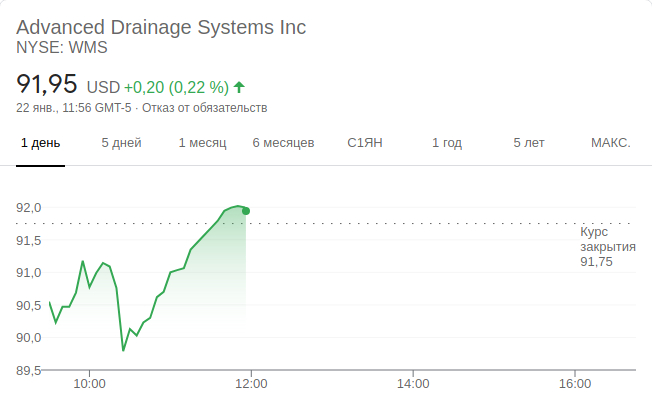 Advanced Drainage Systems Inc
NYSE: WMS
91,95 USD +0,20 (0,22 %)
22 янв., 11:56 GMT-5 · Отказ от обязательств
1 день 5 дней 1 месяц 6 месяцев С1ЯН 1 год 5 лет МАКС.
92,0
91,5
91,0
90,5
90,0
89,5
Курс
закрытия
91,75
10:00 12:00 14:00 16:00